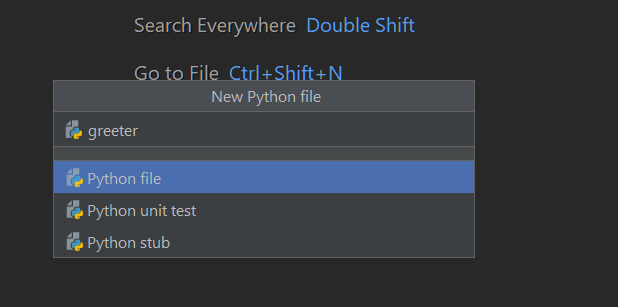 Search Everywhere Double Shift
Go to File Ctrl+Shift+N
New Python file
greeter
Python file
Python unit test
Python stub